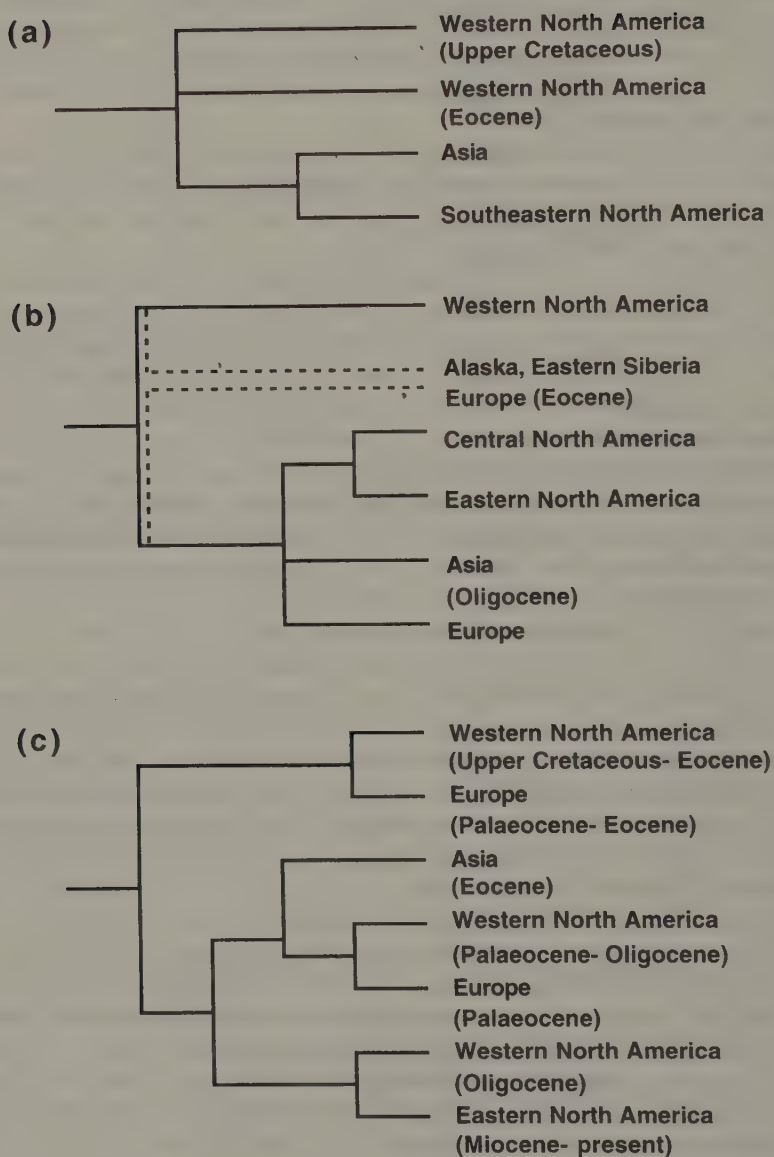 (a)
Western North America
(Upper Cretaceous)
Western North America
(Eocene)
Asia
Southeastern North America
(b)
Western North America
Alaska, Eastern Siberia
Europe (Eocene)
Central North America
Eastern North America
Asia
(Oligocene)
Europe
(c)
Western North America
(Upper Cretaceous- Eocene)
Europe
(Palaeocene- Eocene)
Asia
(Eocene)
Western North America
(Palaeocene- Oligocene)
Europe
(Palaeocene)
Western North America
(Oligocene)
Eastern North America
(Miocene- present)